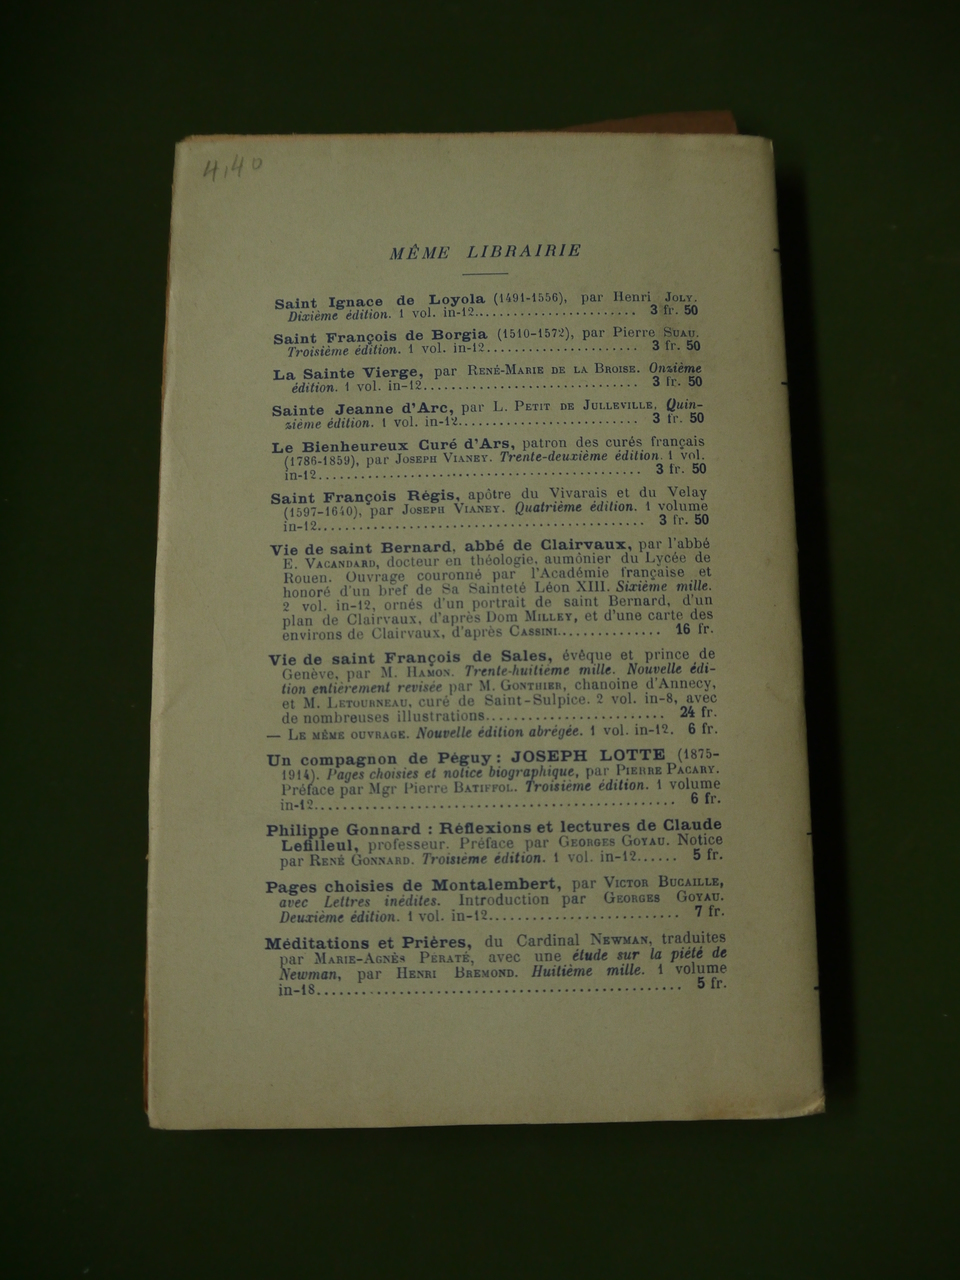 4,40
MÊME LIBRAIRIE
Saint Ignace de Loyola (1491-1556), par Henri JOLY.
Dixième édition. 1 vol. in-12........................ 3 fr. 50
Saint François de Borgia (1510-1572), par Pierre SUAU.
Troisième édition. 1 vol. in-12...................... 3 fr. 50
La Sainte Vierge, par RENÉ-MARIE DE LA BROISE. Onzième
édition. 1 vol. in-12................................ 3 fr. 50
Sainte Jeanne d'Arc, par L. PETIT DE JULLEVILLE, Quin-
zième édition. 1 vol. in-12.......................... 3 fr. 50
Le Bienheureux Curé d'Ars, patron des curés français
(1786-1859), par JOSEPH VIANEY. Trente-deuxième édition. 1 vol.
in-12................................................ 3 fr. 50
Saint François Régis, apôtre du Vivarais et du Velay
(1597-1640), par JOSEPH VIANEY. Quatrième édition. 1 volume
in-12................................................ 3 fr. 50
Vie de saint Bernard, abbé de Clairvaux, par l'abbé
E. VACANDARD, docteur en théologie, aumônier du Lycée de
Rouen. Ouvrage couronné par l'Académie française et
honoré d'un bref de Sa Sainteté Léon XIII. Sixième mille.
2 vol. in-12, ornés d'un portrait de saint Bernard, d'un
plan de Clairvaux, d'après Dom MILLEY, et d'une carte des
environs de Clairvaux, d'après CASSINI............... 16 fr.
Vie de saint François de Sales, évêque et prince de
Genève, par M. HAMON. Trente-huitième mille. Nouvelle édi-
tion entièrement revisée par M. GONTHIER, chanoine d'Annecy,
et M. LETOURNEAU, curé de Saint-Sulpice. 2 vol. in-8, avec
de nombreuses illustrations.......................... 24 fr.
— LE MÊME OUVRAGE. Nouvelle édition abrégée. 1 vol. in-12. 6 fr.
Un compagnon de Péguy : JOSEPH LOTTE (1875-
1914). Pages choisies et notice biographique, par PIERRE PACARY.
Préface par Mgr Pierre BATIFFOL. Troisième édition. 1 volume
in-12................................................ 6 fr.
Philippe Gonnard : Réflexions et lectures de Claude
Lefilleul, professeur. Préface par GEORGES GOYAU. Notice
par RENÉ GONNARD. Troisième édition. 1 vol. in-12...... 5 fr.
Pages choisies de Montalembert, par VICTOR BUCAILLE,
avec Lettres inédites. Introduction par GEORGES GOYAU.
Deuxième édition. 1 vol. in-12....................... 7 fr.
Méditations et Prières, du Cardinal NEWMAN, traduites
par MARIE-AGNÈS PÉRATÉ, avec une étude sur la piété de
Newman, par HENRI BREMOND. Huitième mille. 1 volume
in-18................................................ 5 fr.